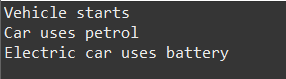 Vehicle starts
Car uses petrol
Electric car uses battery